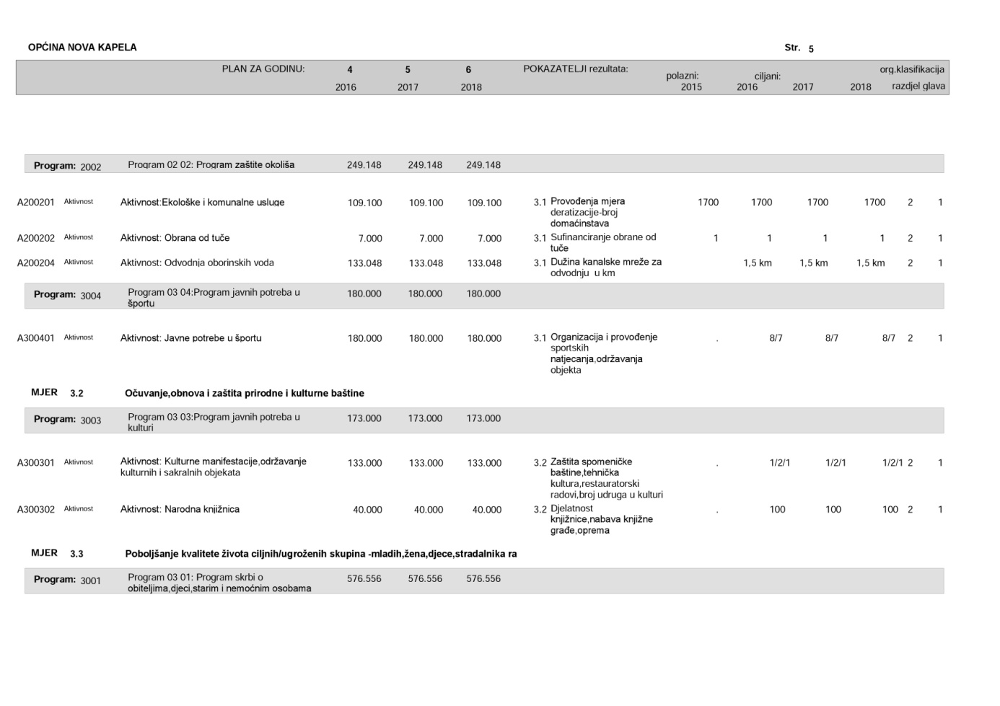 OPĆINA NOVA KAPELA Str. 5
PLAN ZA GODINU: 4 5 6 POKAZATELJI rezultata: polazni: ciljani: org.klasifikacija
2016 2017 2018 2015 2016 2017 2018 razdjel glava
Program: 2002 Program 02 02: Program zaštite okoliša 249.148 249.148 249.148
A200201 Aktivnost Aktivnost:Ekološke i komunalne usluge 109.100 109.100 109.100 3.1 Provođenja mjera 1700 1700 1700 1700 2 1
deratizacije-broj
domaćinstava
A200202 Aktivnost Aktivnost: Obrana od tuče 7.000 7.000 7.000 3.1 Sufinanciranje obrane od 1 1 1 1 2 1
tuče
A200204 Aktivnost Aktivnost: Odvodnja oborinskih voda 133.048 133.048 133.048 3.1 Dužina kanalske mreže za 1,5 km 1,5 km 1,5 km 2 1
odvodnju u km
Program: 3004 Program 03 04:Program javnih potreba u 180.000 180.000 180.000
športu
A300401 Aktivnost Aktivnost: Javne potrebe u športu 180.000 180.000 180.000 3.1 Organizacija i provođenje . 8/7 8/7 8/7 2 1
sportskih
natjecanja,održavanja
objekta
MJER 3.2 Očuvanje,obnova i zaštita prirodne i kulturne baštine
Program: 3003 Program 03 03:Program javnih potreba u 173.000 173.000 173.000
kulturi
A300301 Aktivnost Aktivnost: Kulturne manifestacije,održavanje 133.000 133.000 133.000 3.2 Zaštita spomeničke . 1/2/1 1/2/1 1/2/1 2 1
kulturnih i sakralnih objekata baštine,tehnička
kultura,restauratorski
radovi,broj udruga u kulturi
A300302 Aktivnost Aktivnost: Narodna knjižnica 40.000 40.000 40.000 3.2 Djelatnost . 100 100 100 2 1
knjižnice,nabava knjižne
građe,oprema
MJER 3.3 Poboljšanje kvalitete života ciljnih/ugroženih skupina -mladih,žena,djece,stradalnika ra
Program: 3001 Program 03 01: Program skrbi o 576.556 576.556 576.556
obiteljima,djeci,starim i nemoćnim osobama